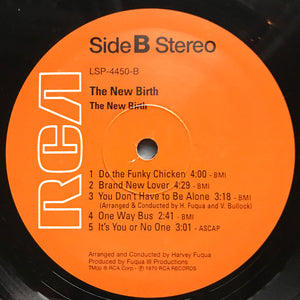 Side B Stereo
LSP-4450-B
The New Birth
The New Birth
RCA
1 Do the Funky Chicken 4:00 - BMI
2 Brand New Lover 4:29 - BMI
3 You Don't Have to Be Alone 3:18 - BMI
(Arranged & Conducted by H. Fuqua and V. Bullock)
4 One Way Bus 2:41 - BMI
5 It's You or No One 3:01 - ASCAP
Arranged and Conducted by Harvey Fuqua
Produced by Fuqua III Productions
TM(s) ® RCA Corp · ℗ 1970 RCA RECORDS